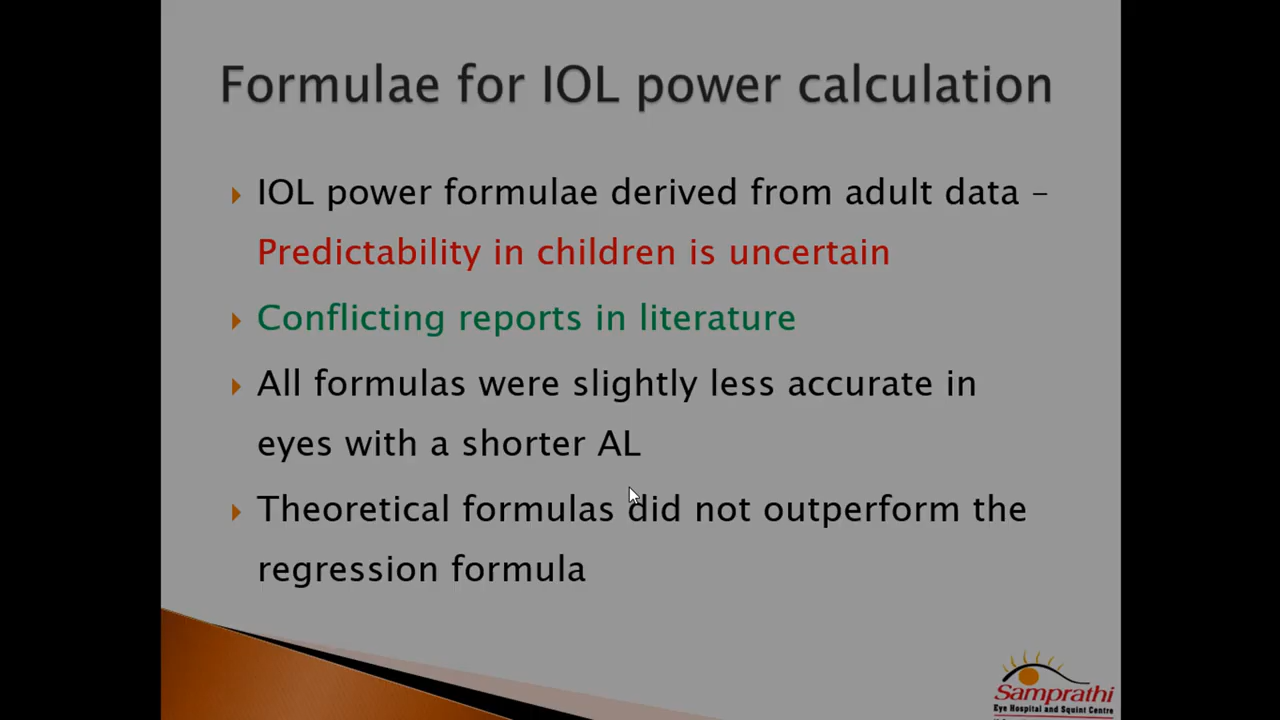 Formulae for IOL power calculation
IOL power formulae derived from adult data –
Predictability in children is uncertain
Conflicting reports in literature
All formulas were slightly less accurate in
eyes with a shorter AL
Theoretical formulas did not outperform the
regression formula
Samprathi
Eye Hospital and Squint Centre